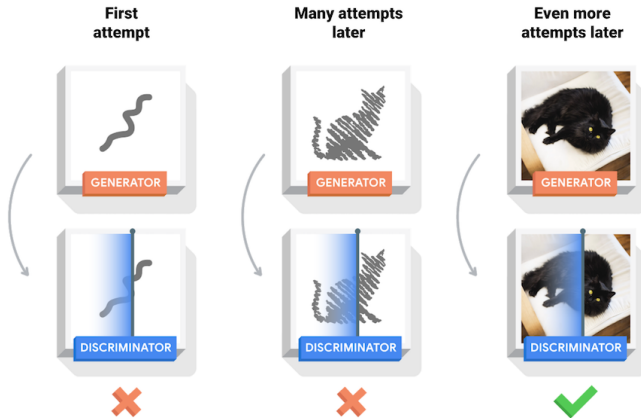 First
attempt
Many attempts
later
Even more
attempts later
GENERATOR
GENERATOR
GENERATOR
DISCRIMINATOR
DISCRIMINATOR
DISCRIMINATOR